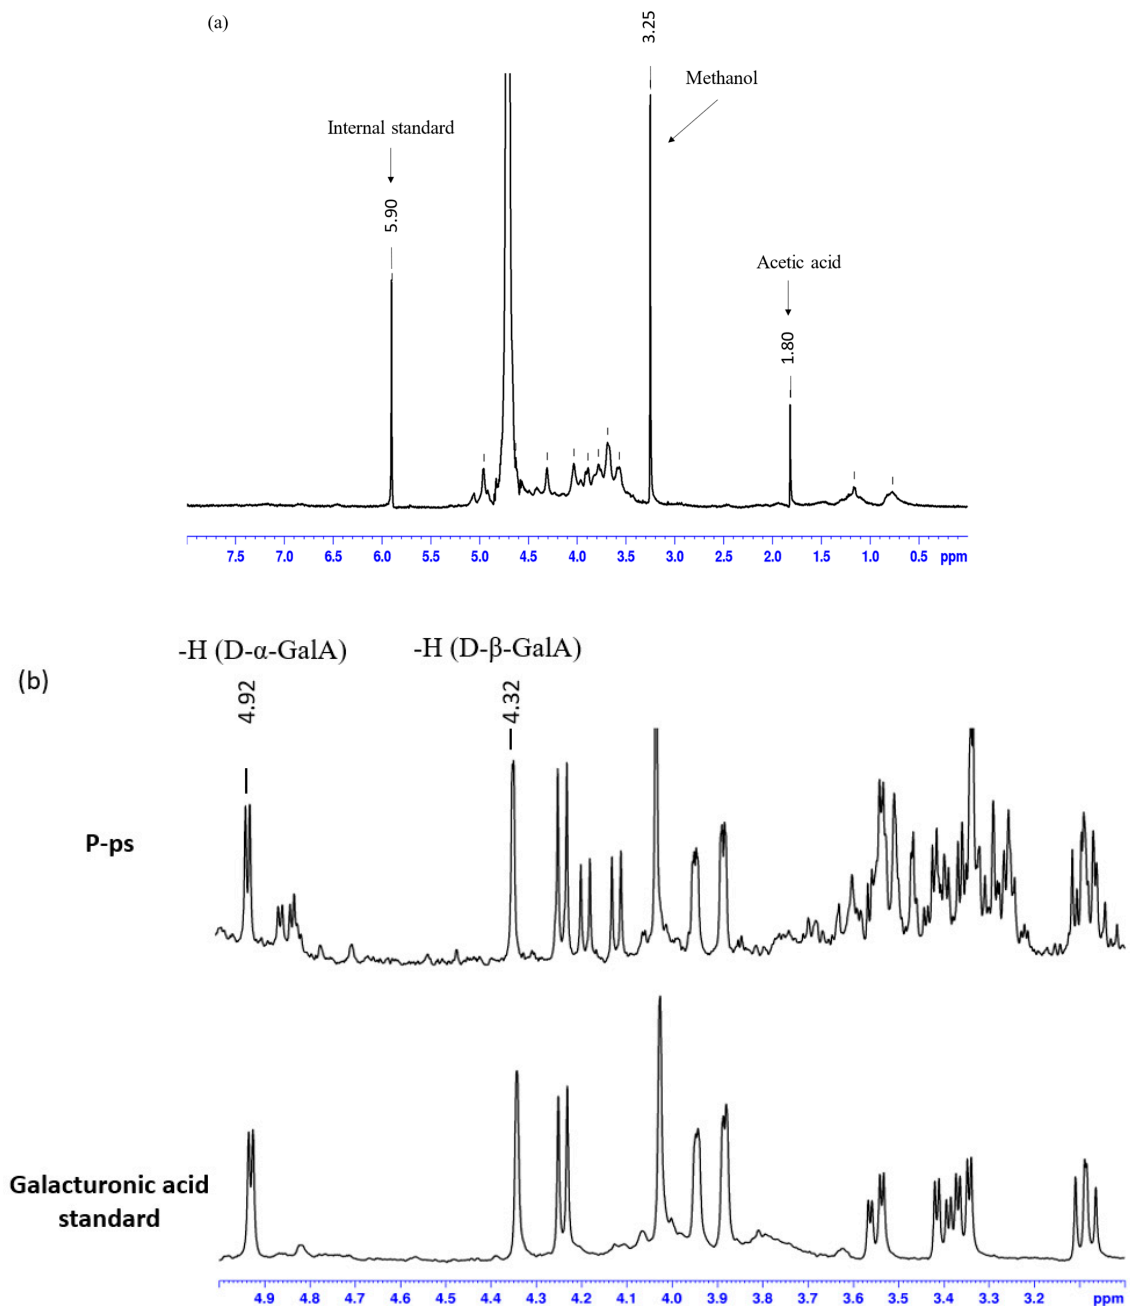 (a)
3.25
Methanol
Internal standard
5.90
Acetic acid
1.80
7.5 7.0 6.5 6.0 5.5 5.0 4.5 4.0 3.5 3.0 2.5 2.0 1.5 1.0 0.5 ppm
-H (D-α-GalA) -H (D-β-GalA)
(b)
4.92 4.32
P-ps
Galacturonic acid
standard
4.9 4.8 4.7 4.6 4.5 4.4 4.3 4.2 4.1 4.0 3.9 3.8 3.7 3.6 3.5 3.4 3.3 3.2 ppm